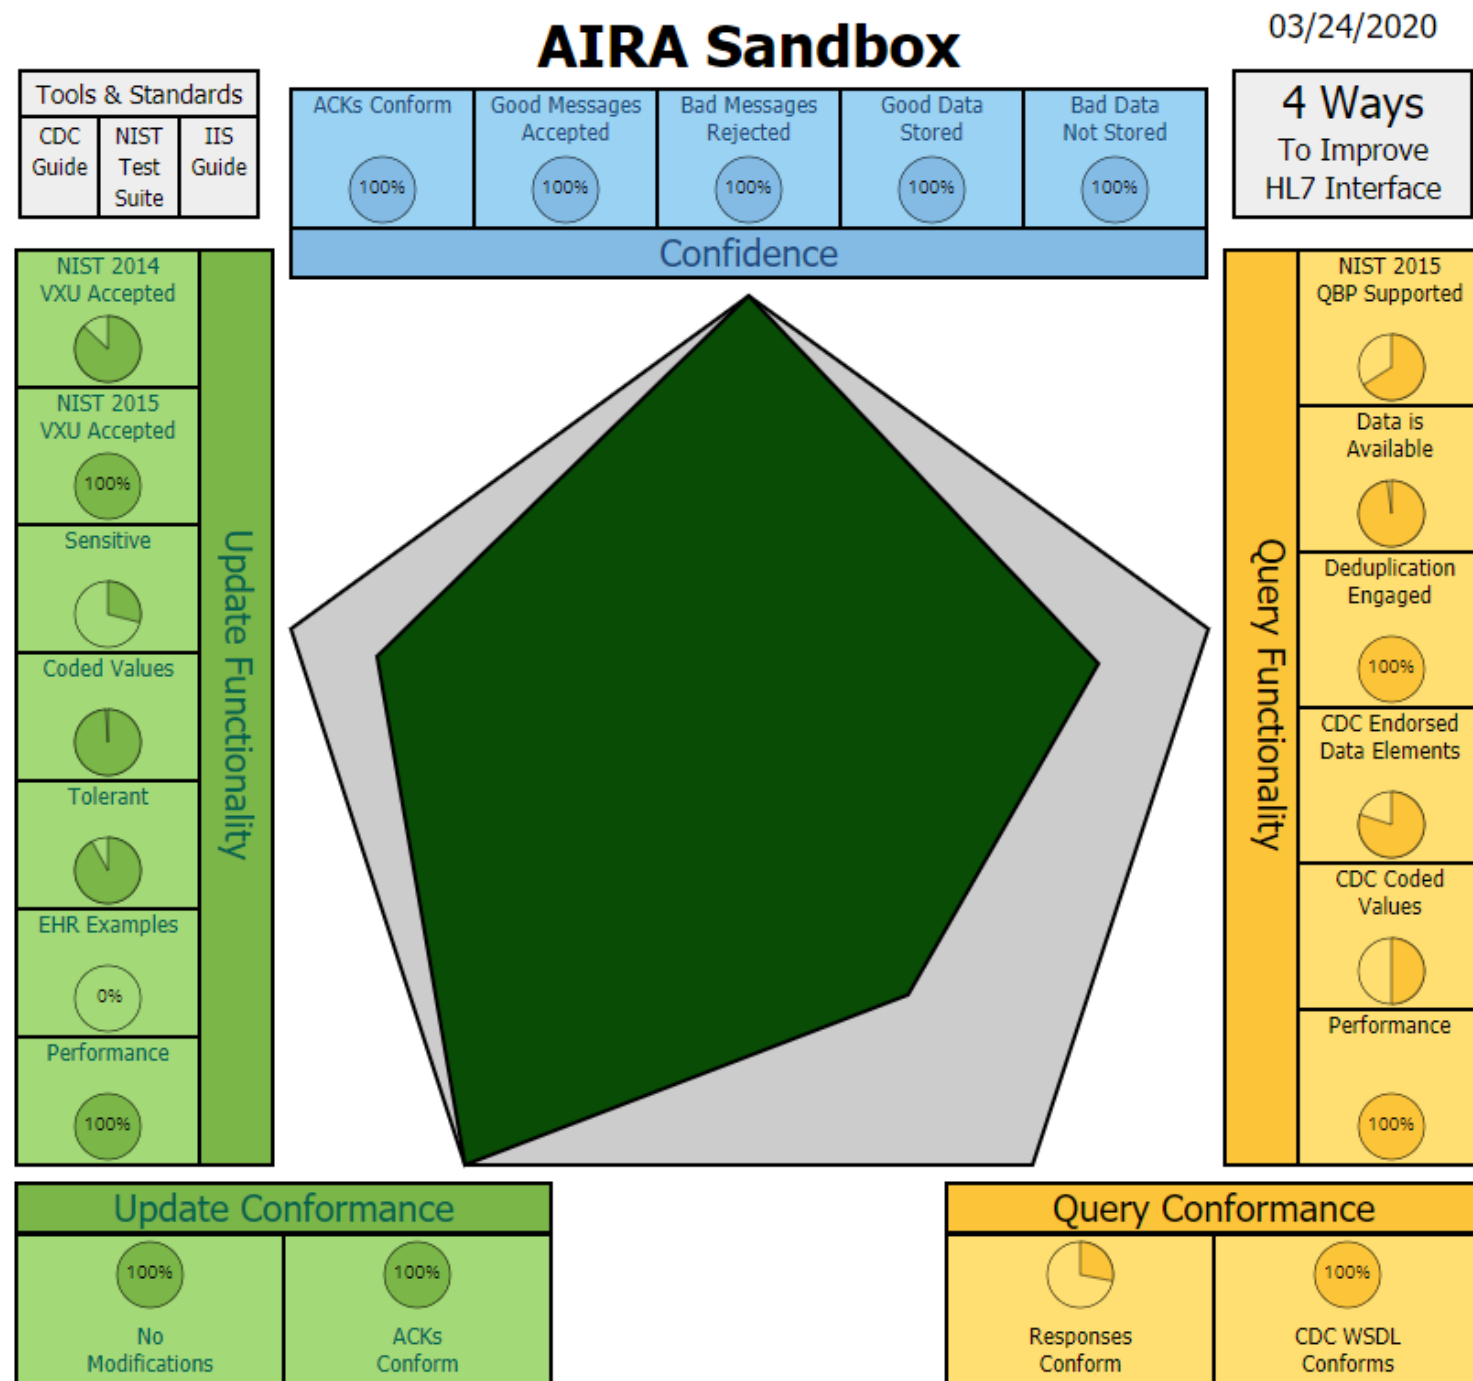 AIRA Sandbox
03/24/2020
Tools & Standards
CDC
Guide
NIST
Test
Suite
IIS
Guide
ACKs Conform
100%
Good Messages
Accepted
100%
Bad Messages
Rejected
100%
Good Data
Stored
100%
Bad Data
Not Stored
100%
Confidence
4 Ways
To Improve
HL7 Interface
NIST 2014
VXU Accepted
NIST 2015
VXU Accepted
100%
Sensitive
Coded Values
Tolerant
EHR Examples
0%
Performance
100%
Update Functionality
Query Functionality
NIST 2015
QBP Supported
Data is
Available
Deduplication
Engaged
100%
CDC Endorsed
Data Elements
CDC Coded
Values
Performance
100%
Update Conformance
100%
No
Modifications
100%
ACKs
Conform
Query Conformance
Responses
Conform
100%
CDC WSDL
Conforms